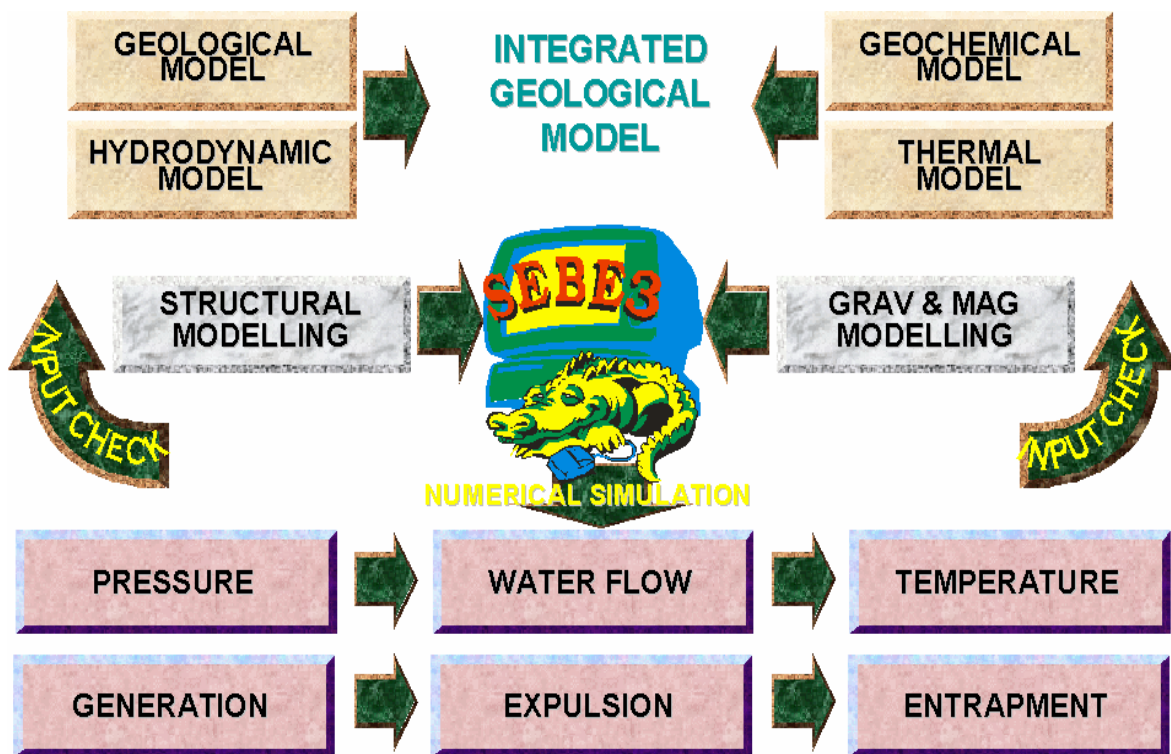 GEOLOGICAL
MODEL
HYDRODYNAMIC
MODEL
INTEGRATED
GEOLOGICAL
MODEL
GEOCHEMICAL
MODEL
THERMAL
MODEL
STRUCTURAL
MODELLING
SEBE3
GRAV & MAG
MODELLING
INPUT CHECK
INPUT CHECK
NUMERICAL SIMULATION
PRESSURE
WATER FLOW
TEMPERATURE
GENERATION
EXPULSION
ENTRAPMENT